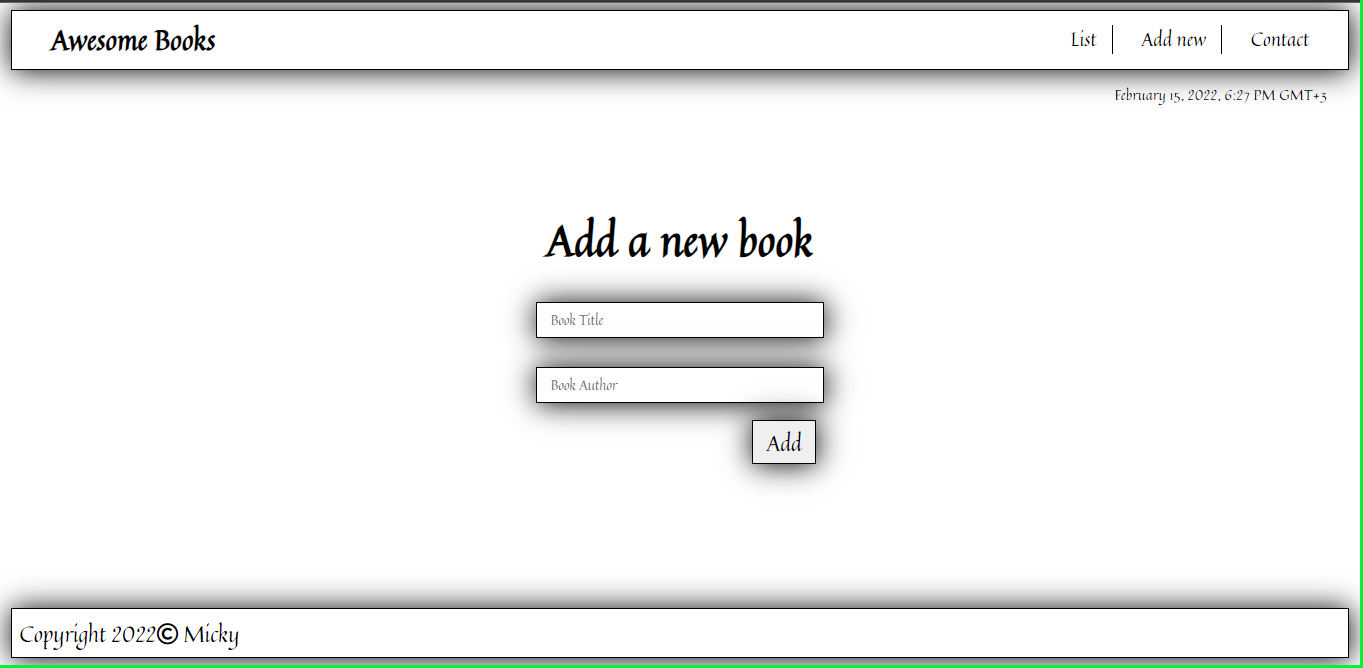 Awesome Books
List
Add new
Contact
February 15, 2022, 6:27 PM GMT+3
Add a new book
Book Title
Book Author
Add
Copyright 2022© Micky